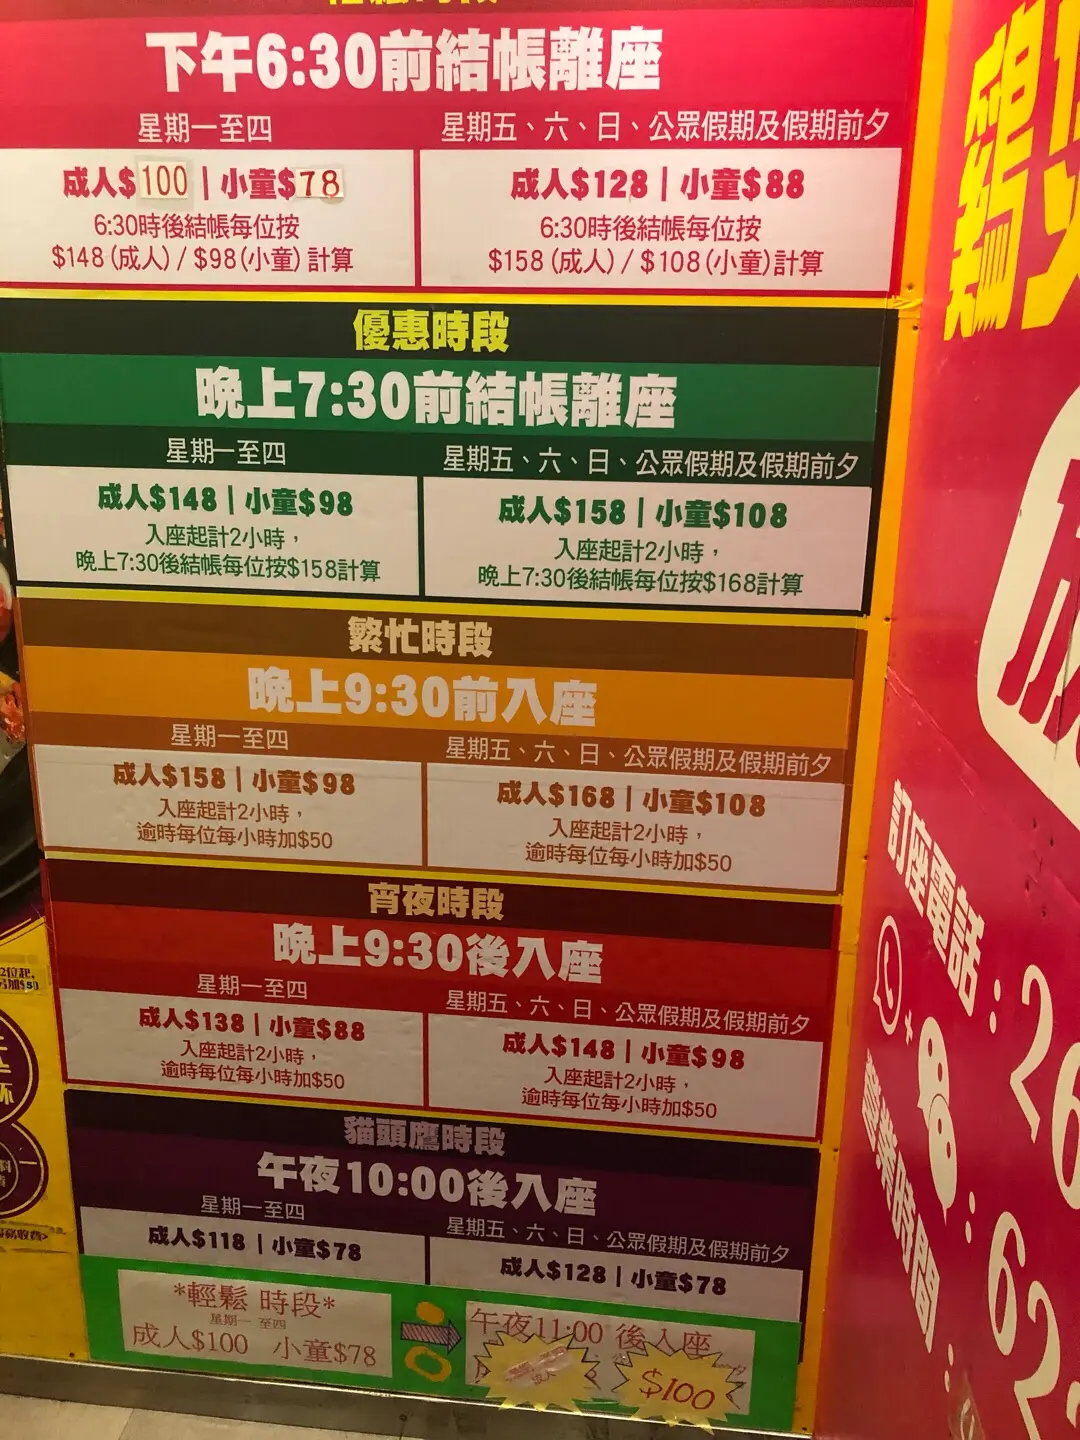 下午6:30前結帳離座
星期一至四
星期五、六、日、公眾假期及假期前夕
成人$100 | 小童$78
6:30時後結帳每位按
$148(成人) / $98(小童)計算
成人$128 | 小童$88
6:30時後結帳每位按
$158(成人) / $108(小童)計算
優惠時段
晚上7:30前結帳離座
星期一至四
星期五、六、日、公眾假期及假期前夕
成人$148 | 小童$98
入座起計2小時，
晚上7:30後結帳每位按$158計算
成人$158 | 小童$108
入座起計2小時，
晚上7:30後結帳每位按$168計算
繁忙時段
晚上9:30前入座
星期一至四
星期五、六、日、公眾假期及假期前夕
成人$158 | 小童$98
入座起計2小時，
逾時每位每小時加$50
成人$168 | 小童$108
入座起計2小時，
逾時每位每小時加$50
宵夜時段
晚上9:30後入座
星期一至四
星期五、六、日、公眾假期及假期前夕
成人$138 | 小童$88
入座起計2小時，
逾時每位每小時加$50
成人$148 | 小童$98
入座起計2小時，
逾時每位每小時加$50
貓頭鷹時段
午夜10:00後入座
星期一至四
星期五、六、日、公眾假期及假期前夕
成人$118 | 小童$78
成人$128 | 小童$78
*輕鬆 時段*
星期一 至四
成人$100 小童$78
午夜11:00 後入座
成人
$100
2位起,
訂座電話：26
營業時間：62